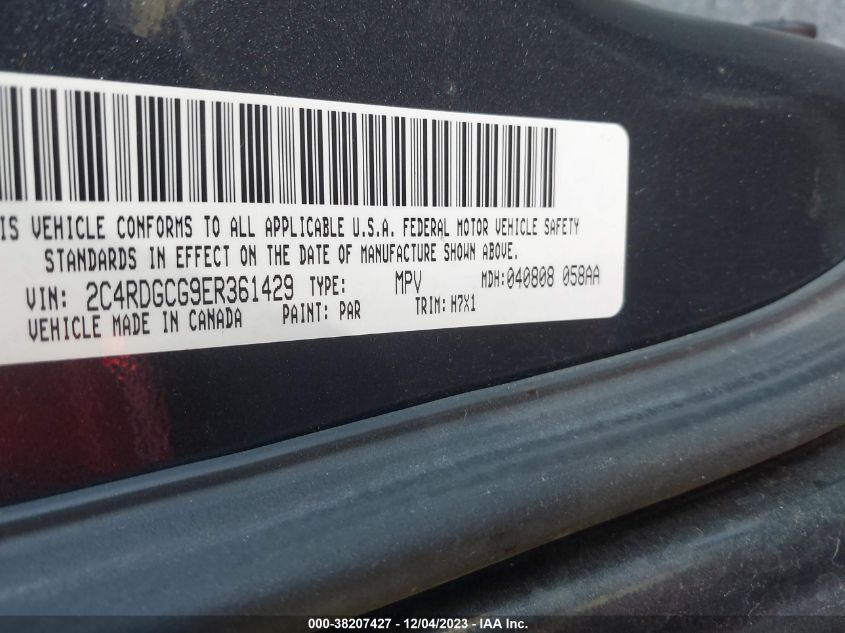 IS VEHICLE CONFORMS TO ALL APPLICABLE U.S.A. FEDERAL MOTOR VEHICLE SAFETY
STANDARDS IN EFFECT ON THE DATE OF MANUFACTURE SHOWN ABOVE.
VIN: 2C4RDGCG9ER361429 TYPE: MPV MDH: 040808 058AA
VEHICLE MADE IN CANADA PAINT: PAR TRIM: H7X1
000-38207427 - 12/04/2023 - IAA Inc.